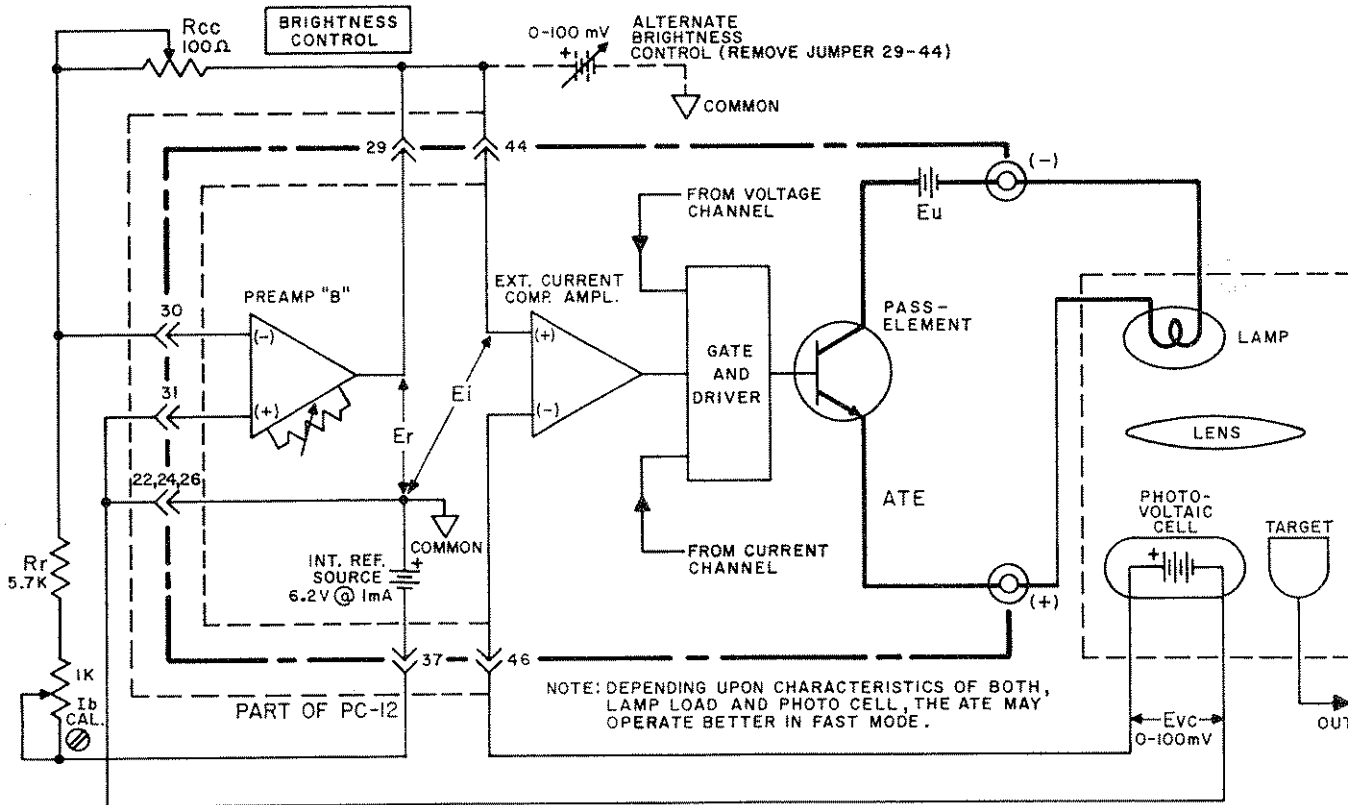 Rcc
100Ω
BRIGHTNESS
CONTROL
0-100 mV
+
ALTERNATE
BRIGHTNESS
CONTROL (REMOVE JUMPER 29-44)
COMMON
29
44
(-)
FROM VOLTAGE
CHANNEL
Eu
PREAMP "B"
EXT. CURRENT
COMP. AMPL.
30
(-)
(+)
PASS-
ELEMENT
LAMP
GATE
AND
DRIVER
31
(+)
Er
Ei
(-)
LENS
22,24,26
ATE
PHOTO-
VOLTAIC
CELL
TARGET
COMMON
FROM CURRENT
CHANNEL
Rr
5.7K
INT. REF.
SOURCE
6.2V @ 1mA
+
+
(+)
1K
Ib
CAL.
37
46
PART OF PC-12
NOTE: DEPENDING UPON CHARACTERISTICS OF BOTH,
LAMP LOAD AND PHOTO CELL, THE ATE MAY
OPERATE BETTER IN FAST MODE.
Evc
0-100mV
OUT